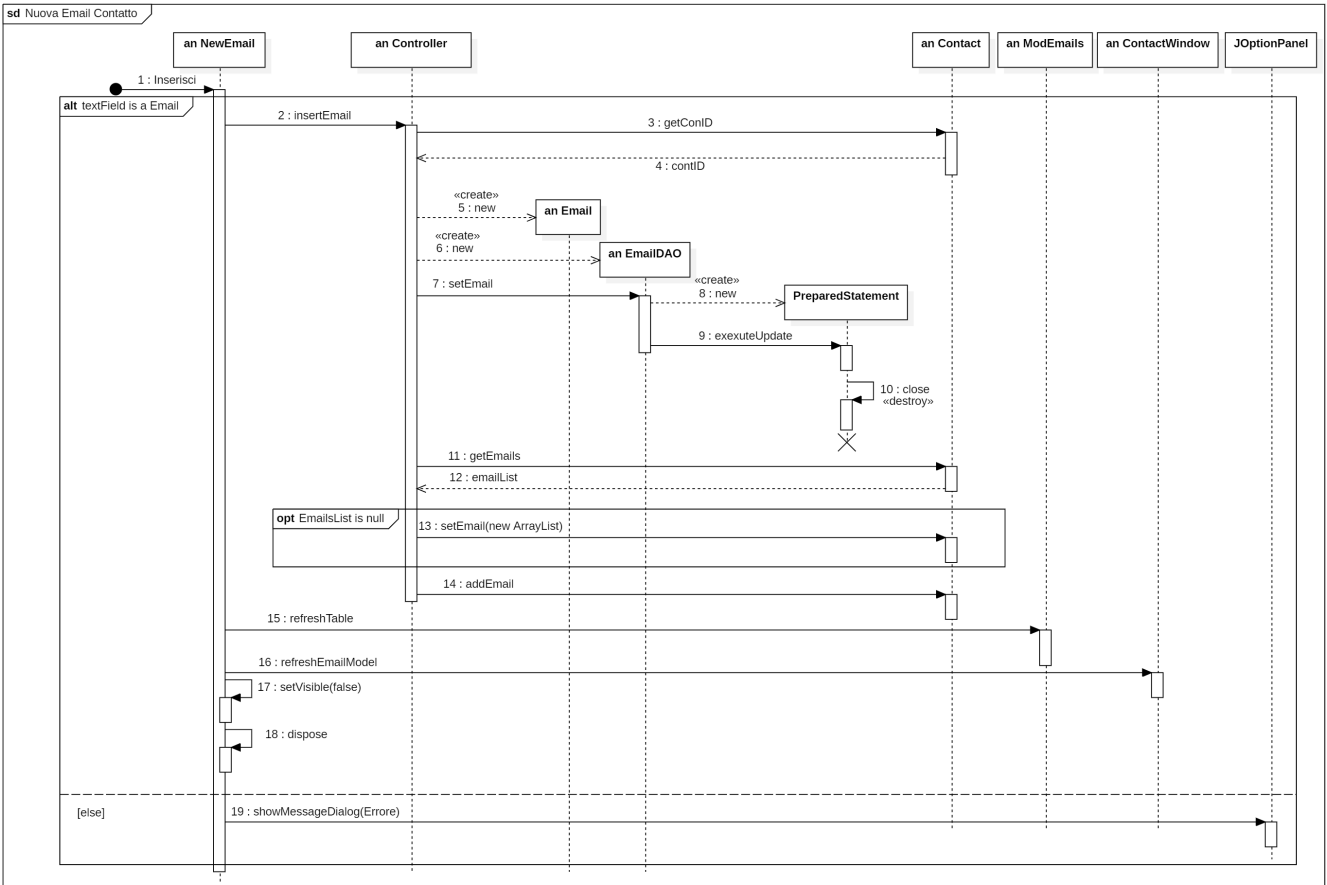 sd Nuova Email Contatto
an NewEmail
an Controller
an Contact
an ModEmails
an ContactWindow
JOptionPanel
1 : Inserisci
alt textField is a Email
2 : insertEmail
3 : getConID
4 : contID
«create»
5 : new
an Email
«create»
6 : new
an EmailDAO
7 : setEmail
«create»
8 : new
PreparedStatement
9 : exexuteUpdate
10 : close
«destroy»
11 : getEmails
12 : emailList
opt EmailsList is null
13 : setEmail(new ArrayList)
14 : addEmail
15 : refreshTable
16 : refreshEmailModel
17 : setVisible(false)
18 : dispose
[else]
19 : showMessageDialog(Errore)